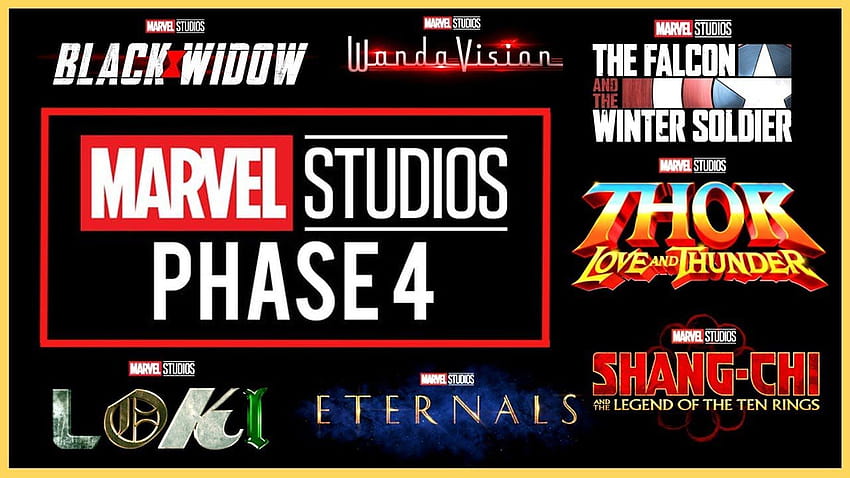 MARVEL STUDIOS
BLACK WIDOW
MARVEL STUDIOS
WandaVision
MARVEL STUDIOS
THE FALCON
AND
THE
WINTER SOLDIER
MARVEL STUDIOS
PHASE 4
MARVEL STUDIOS
THOR
LOVE AND THUNDER
MARVEL STUDIOS
LOKI
MARVEL STUDIOS
ETERNALS
MARVEL STUDIOS
SHANG-CHI
AND THE LEGEND OF THE TEN RINGS